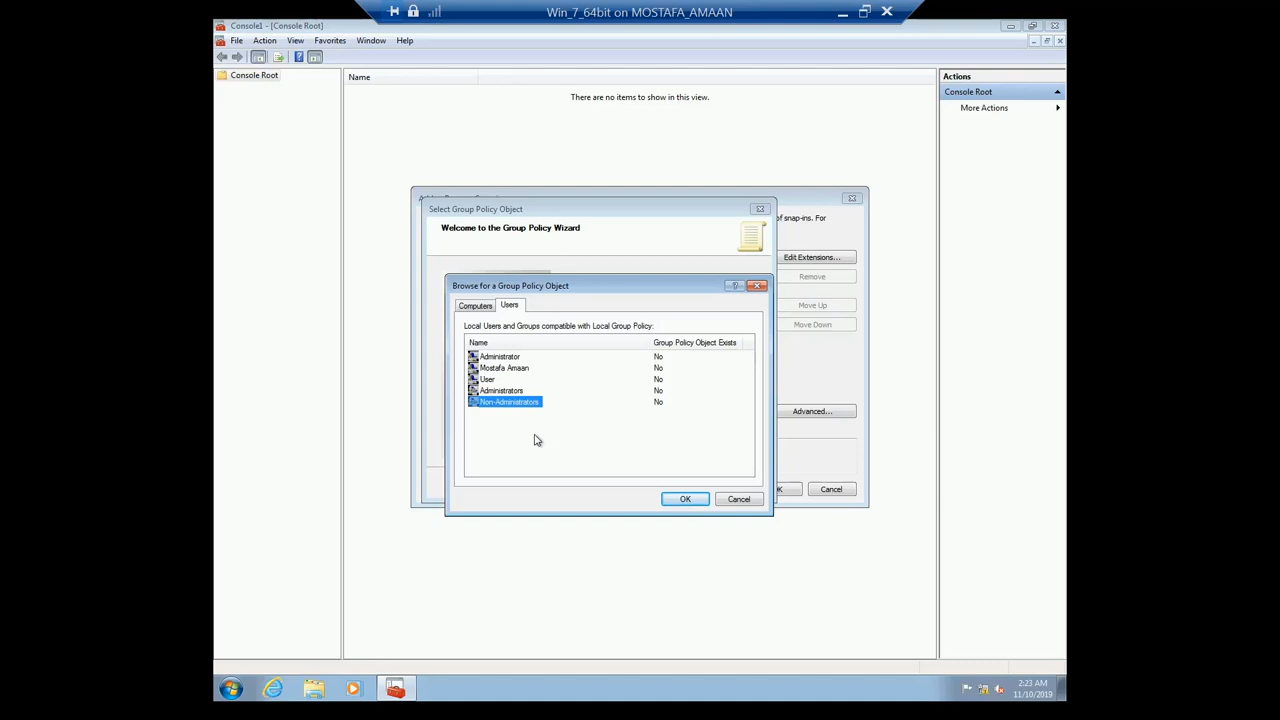 Win_7_64bit on MOSTAFA_AMAAN
Console1 - [Console Root]
File Action View Favorites Window Help
Console Root
Name
There are no items to show in this view.
Actions
Console Root
More Actions
Select Group Policy Object
of snap-ins. For
Welcome to the Group Policy Wizard
Edit Extensions...
Remove
Move Up
Move Down
Advanced...
Cancel
Browse for a Group Policy Object
Computers Users
Local Users and Groups compatible with Local Group Policy:
Name Group Policy Object Exists
Administrator No
Mostafa Amaan No
User No
Administrators No
Non-Administrators No
OK Cancel
2:23 AM
11/10/2019